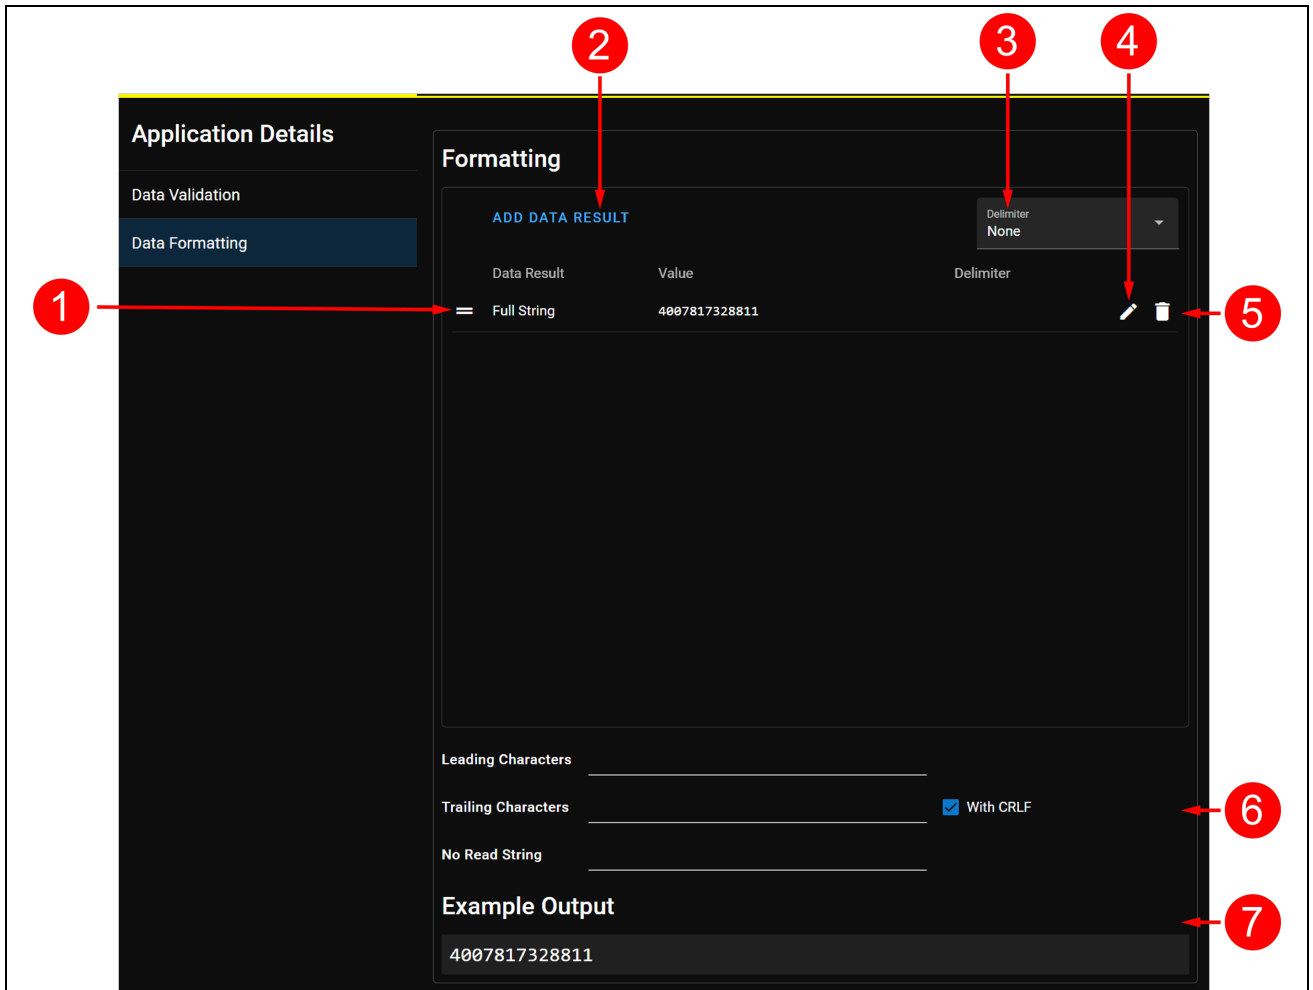 2
3
4
Application Details
Formatting
Data Validation
ADD DATA RESULT
Delimiter
None
Data Formatting
Data Result Value Delimiter
1
Full String 4007817328811
5
Leading Characters
Trailing Characters
With CRLF
6
No Read String
Example Output
7
4007817328811